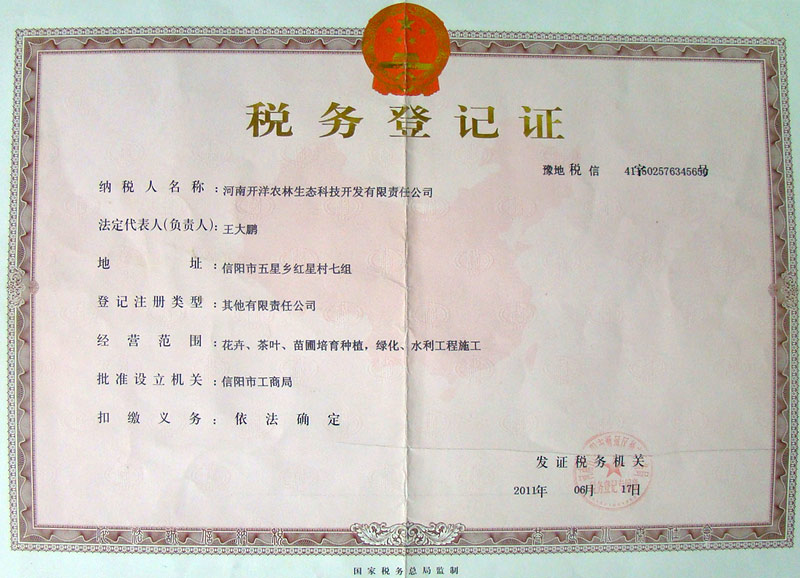 税务登记证
豫地 税 信 字 411502576345650 号
纳税人名称：河南开洋农林生态科技开发有限责任公司
法定代表人(负责人)：王大鹏
地 址：信阳市五星乡红星村七组
登记注册类型：其他有限责任公司
经营范围：花卉、茶叶、苗圃培育种植，绿化、水利工程施工
批准设立机关：信阳市工商局
扣缴义务：依法确定
发证税务机关
2011年 06月 17日
国家税务总局监制